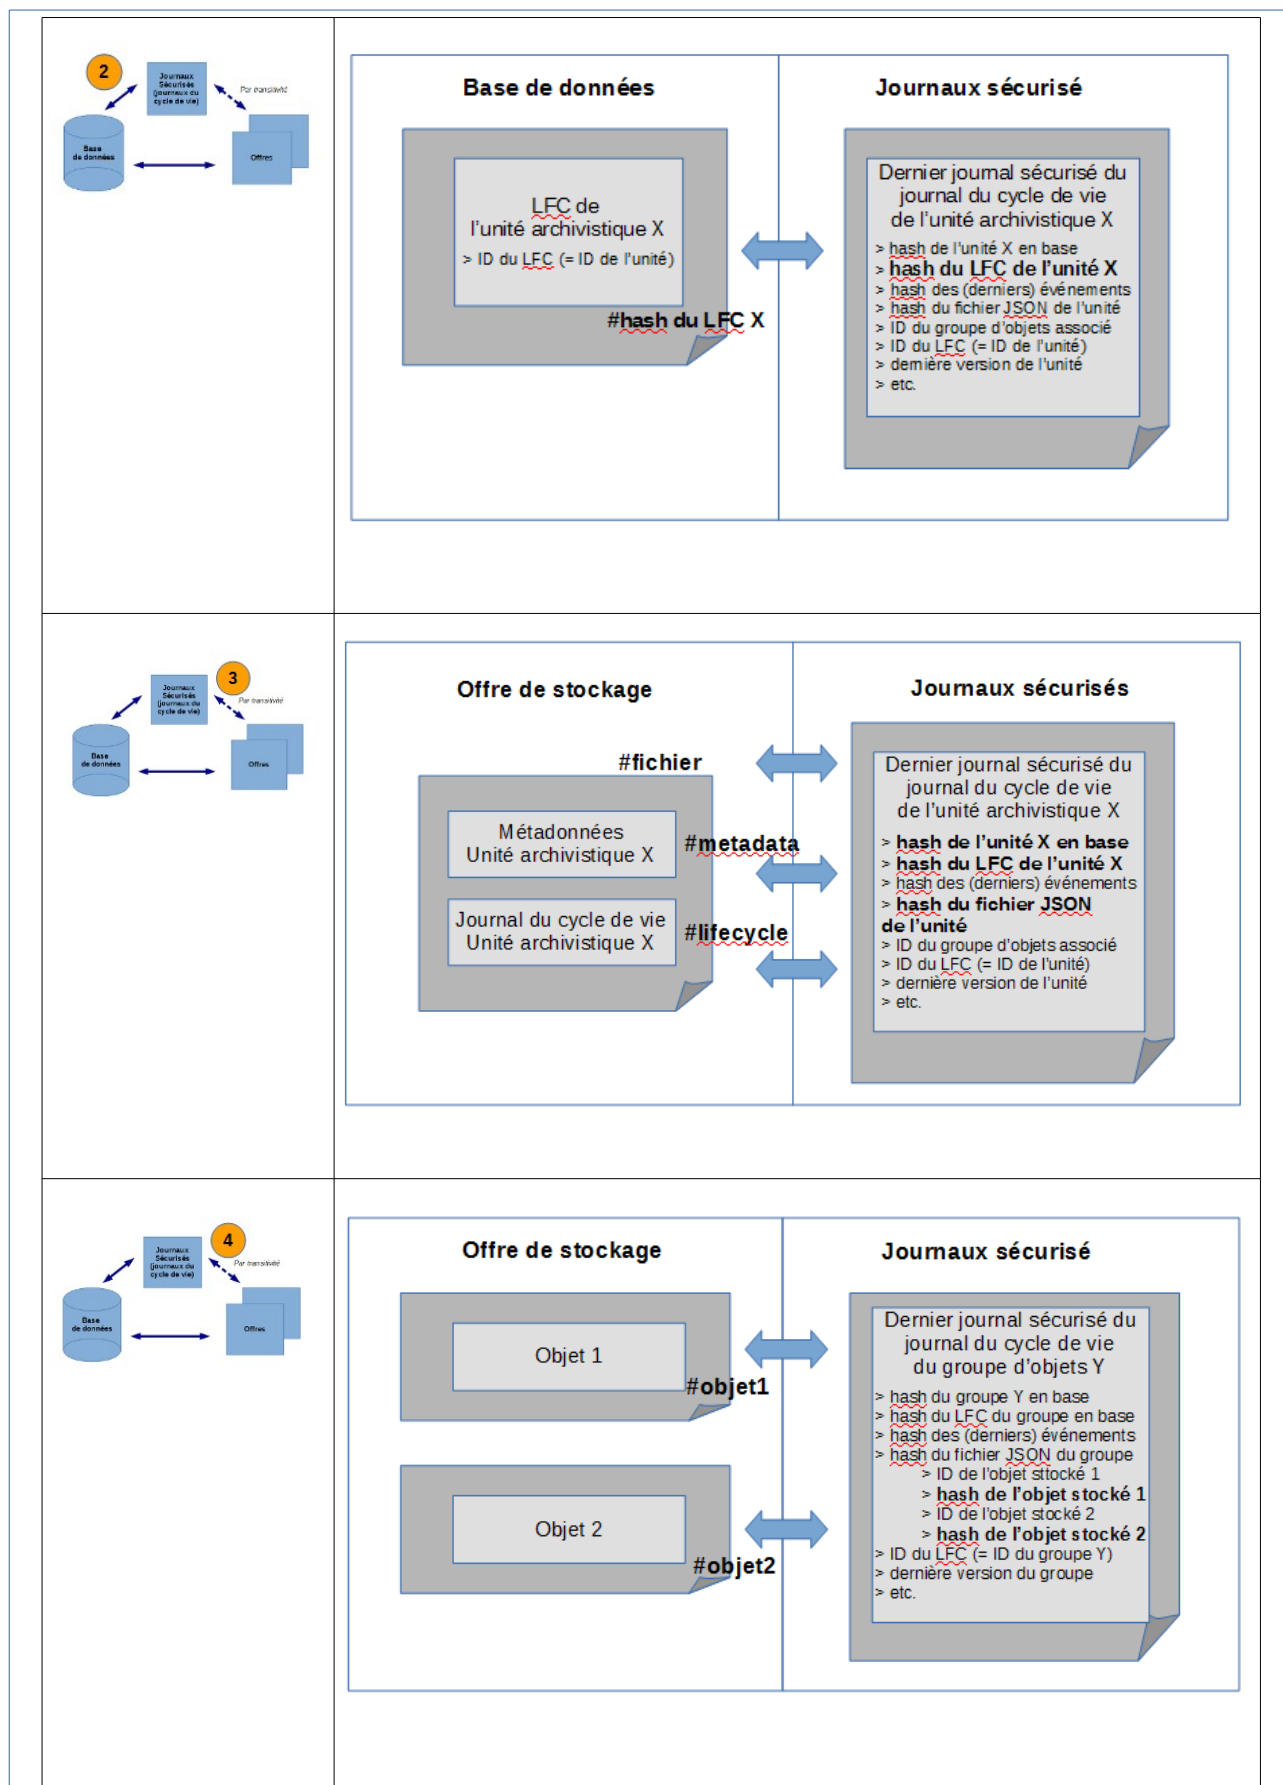 2
Journaux
Sécurisés
(journaux du
cycle de vie)
Par transitivité
Base
de données
Offres
Base de données
Journaux sécurisé
LFC de
l'unité archivistique X
> ID du LFC (= ID de l'unité)
#hash du LFC X
Dernier journal sécurisé du
journal du cycle de vie
de l'unité archivistique X
> hash de l'unité X en base
> hash du LFC de l'unité X
> hash des (derniers) événements
> hash du fichier JSON de l'unité
> ID du groupe d'objets associé
> ID du LFC (= ID de l'unité)
> dernière version de l'unité
> etc.
3
Journaux
Sécurisés
(journaux du
cycle de vie)
Par transitivité
Base
de données
Offres
Offre de stockage
Journaux sécurisés
#fichier
Métadonnées
Unité archivistique X
#metadata
Journal du cycle de vie
Unité archivistique X
#lifecycle
Dernier journal sécurisé du
journal du cycle de vie
de l'unité archivistique X
> hash de l'unité X en base
> hash du LFC de l'unité X
> hash des (derniers) événements
> hash du fichier JSON
de l'unité
> ID du groupe d'objets associé
> ID du LFC (= ID de l'unité)
> dernière version de l'unité
> etc.
4
Journaux
Sécurisés
(journaux du
cycle de vie)
Par transitivité
Base
de données
Offres
Offre de stockage
Journaux sécurisé
Objet 1
#objet1
Objet 2
#objet2
Dernier journal sécurisé du
journal du cycle de vie
du groupe d'objets Y
> hash du groupe Y en base
> hash du LFC du groupe en base
> hash des (derniers) événements
> hash du fichier JSON du groupe
> ID de l'objet sttocké 1
> hash de l'objet stocké 1
> ID de l'objet stocké 2
> hash de l'objet stocké 2
> ID du LFC (= ID du groupe Y)
> dernière version du groupe
> etc.